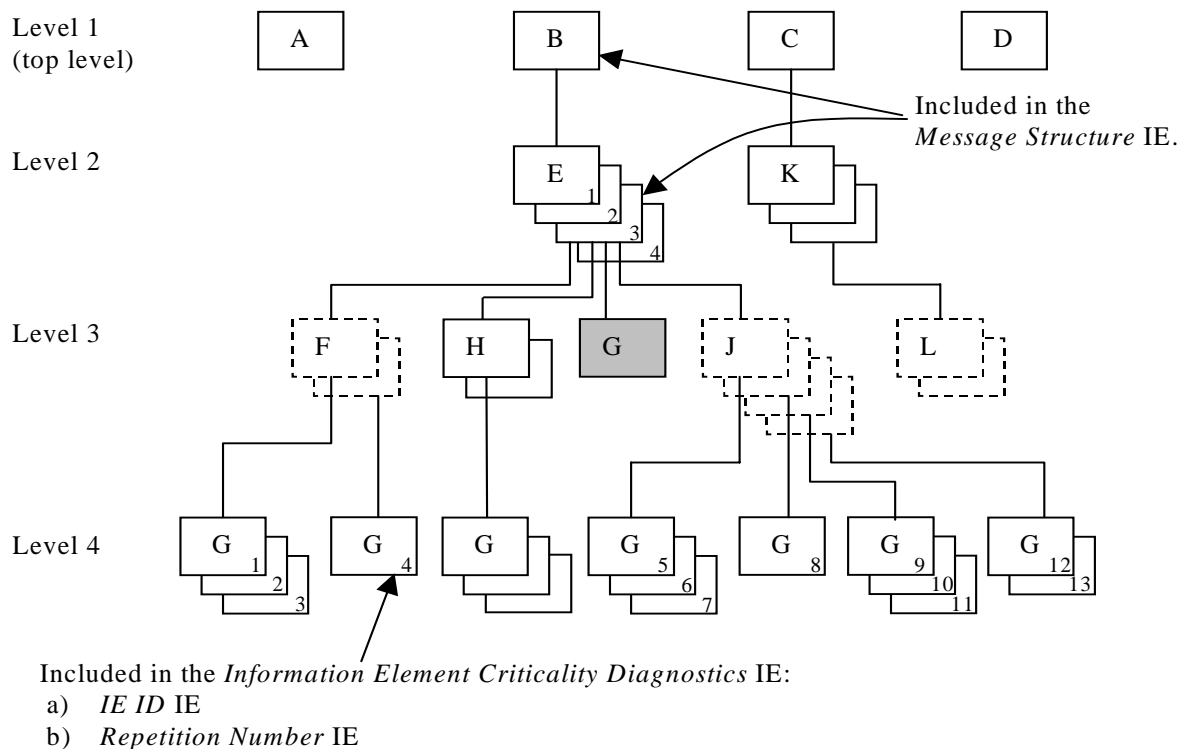 Level 1
(top level)
A
B
C
D
Included in the
Message Structure IE.
Level 2
E
1
2
3
4
K
Level 3
F
H
G
J
L
Level 4
G
1
2
3
G
4
G
G
5
6
7
G
8
G
9
10
11
G
12
13
Included in the Information Element Criticality Diagnostics IE:
a) IE ID IE
b) Repetition Number IE